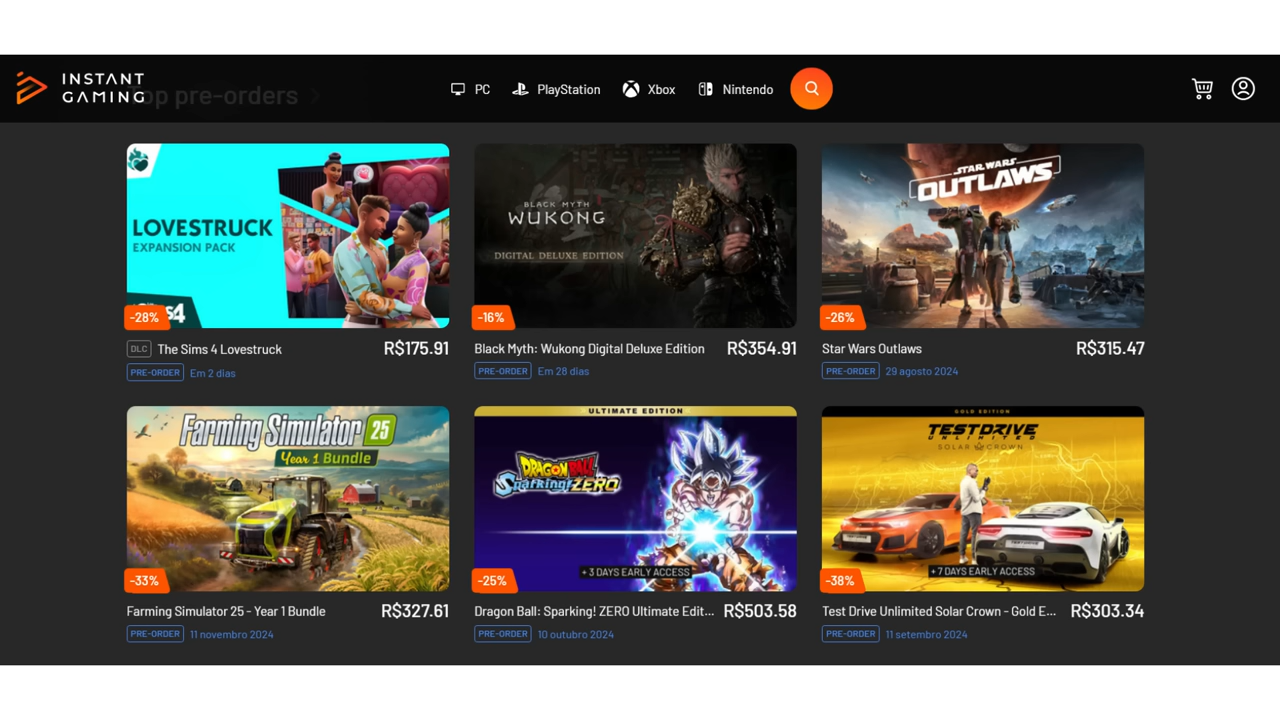 INSTANT
GAMING
Top pre-orders
PC
PlayStation
Xbox
Nintendo
LOVESTRUCK
EXPANSION PACK
-28%
DLC
The Sims 4 Lovestruck
R$175.91
PRE-ORDER
Em 2 dias
BLACK MYTH
WUKONG
DIGITAL DELUXE EDITION
-16%
Black Myth: Wukong Digital Deluxe Edition
R$354.91
PRE-ORDER
Em 28 dias
STAR WARS
OUTLAWS
-26%
Star Wars Outlaws
R$315.47
PRE-ORDER
29 agosto 2024
Farming Simulator 25
Year 1 Bundle
-33%
Farming Simulator 25 - Year 1 Bundle
R$327.61
PRE-ORDER
11 novembro 2024
ULTIMATE EDITION
DRAGON BALL
Sparking! ZERO
+ 3 DAYS EARLY ACCESS
-25%
Dragon Ball: Sparking! ZERO Ultimate Edit...
R$503.58
PRE-ORDER
10 outubro 2024
GOLD EDITION
TEST DRIVE
UNLIMITED
SOLAR CROWN
+ 7 DAYS EARLY ACCESS
-38%
Test Drive Unlimited Solar Crown - Gold E...
R$303.34
PRE-ORDER
11 setembro 2024